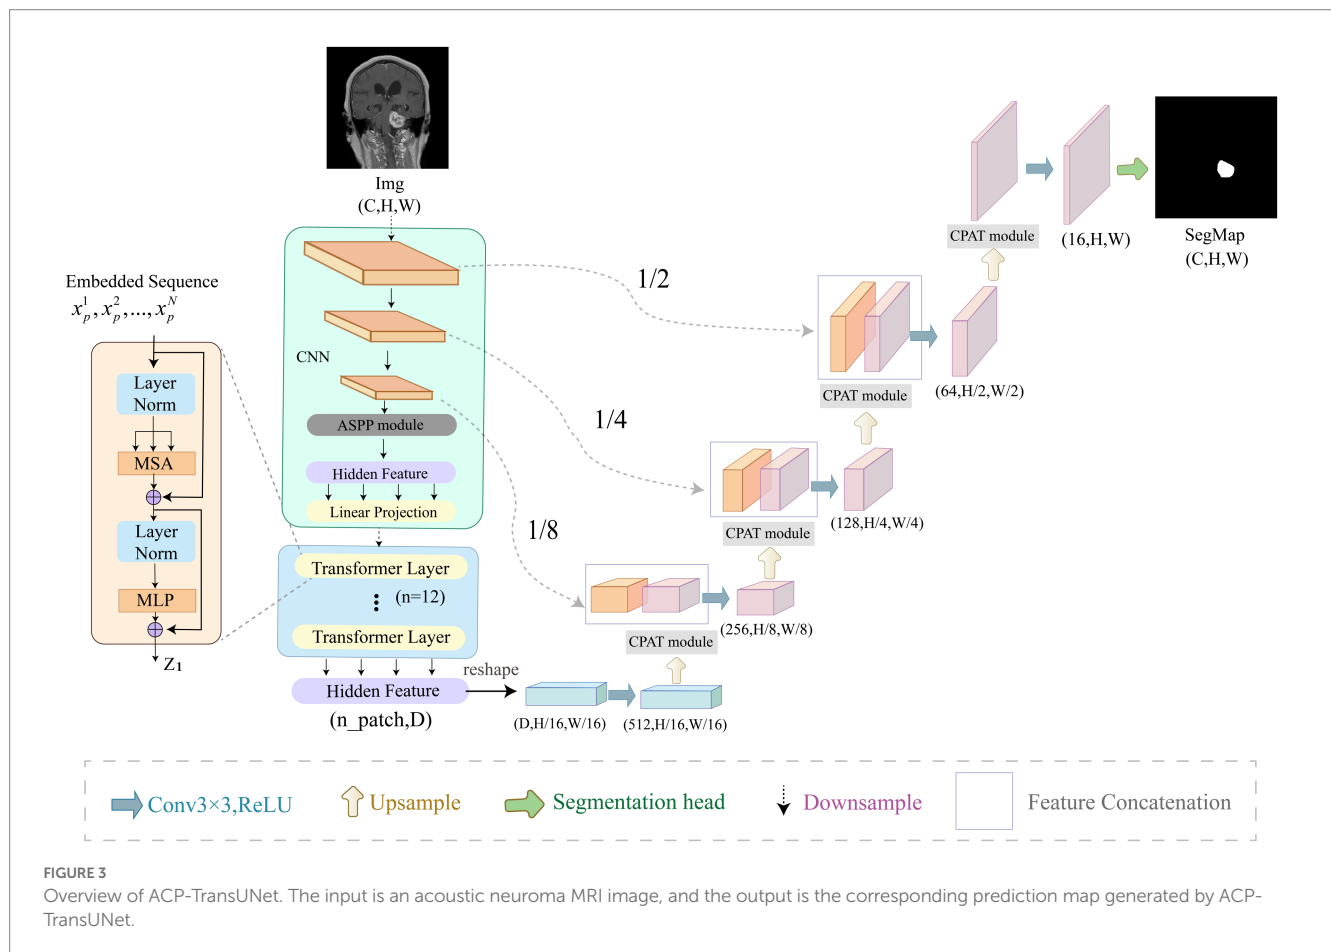 Img
(C,H,W)
Embedded Sequence
x_p^1, x_p^2, ..., x_p^N
Layer
Norm
MSA
Layer
Norm
MLP
Z1
CNN
ASPP module
Hidden Feature
Linear Projection
Transformer Layer
(n=12)
Transformer Layer
Hidden Feature
(n_patch,D)
reshape
(D,H/16,W/16)
(512,H/16,W/16)
1/8
CPAT module
(256,H/8,W/8)
1/4
CPAT module
(128,H/4,W/4)
1/2
CPAT module
(64,H/2,W/2)
CPAT module
(16,H,W)
SegMap
(C,H,W)
Conv3×3,ReLU
Upsample
Segmentation head
Downsample
Feature Concatenation
FIGURE 3
Overview of ACP-TransUNet. The input is an acoustic neuroma MRI image, and the output is the corresponding prediction map generated by ACP-
TransUNet.